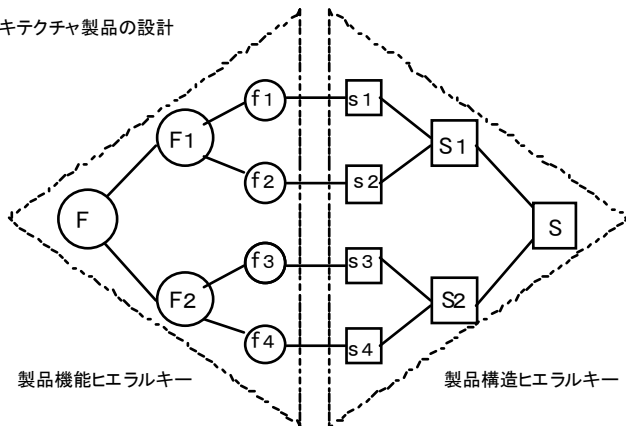 キテクチャ製品の設計
f1
s1
F1
S1
f2
s2
F
S
f3
s3
F2
S2
f4
s4
製品機能ヒエラルキー
製品構造ヒエラルキー